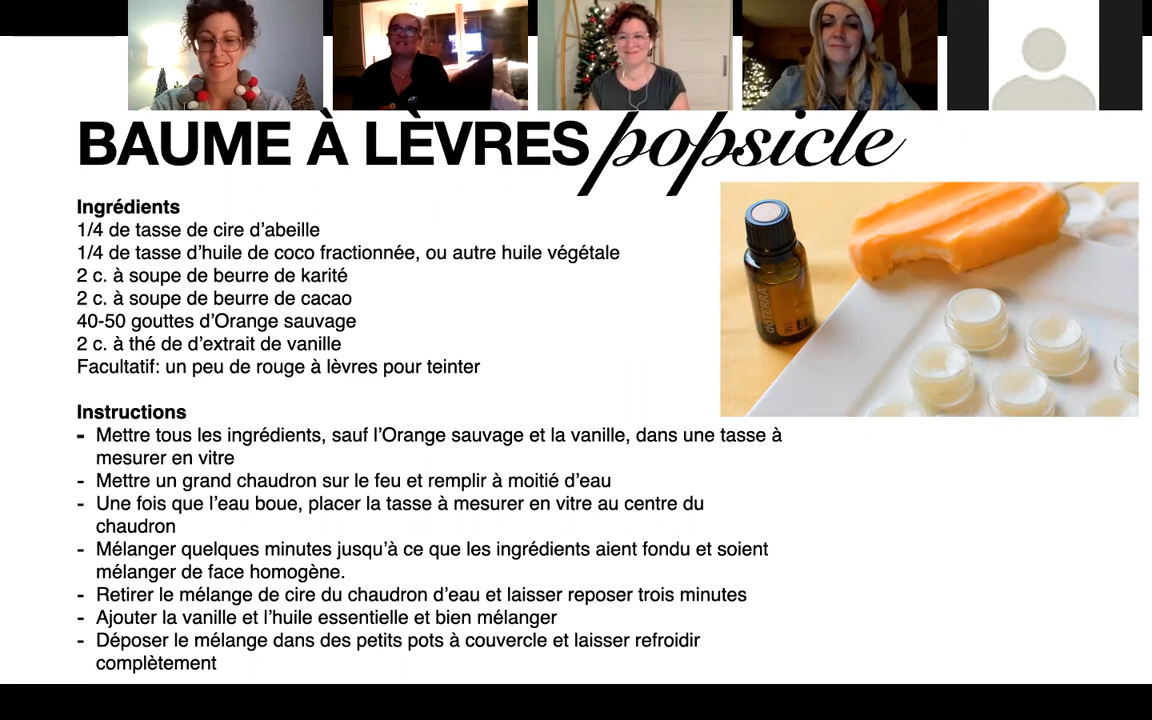 BAUME À LÈVRES popsicle
Ingrédients
1/4 de tasse de cire d’abeille
1/4 de tasse d’huile de coco fractionnée, ou autre huile végétale
2 c. à soupe de beurre de karité
2 c. à soupe de beurre de cacao
40-50 gouttes d’Orange sauvage
2 c. à thé de d’extrait de vanille
Facultatif: un peu de rouge à lèvres pour teinter
Instructions
- Mettre tous les ingrédients, sauf l’Orange sauvage et la vanille, dans une tasse à
mesurer en vitre
- Mettre un grand chaudron sur le feu et remplir à moitié d’eau
- Une fois que l’eau boue, placer la tasse à mesurer en vitre au centre du
chaudron
- Mélanger quelques minutes jusqu’à ce que les ingrédients aient fondu et soient
mélanger de face homogène.
- Retirer le mélange de cire du chaudron d’eau et laisser reposer trois minutes
- Ajouter la vanille et l’huile essentielle et bien mélanger
- Déposer le mélange dans des petits pots à couvercle et laisser refroidir
complètement
dōTERRA